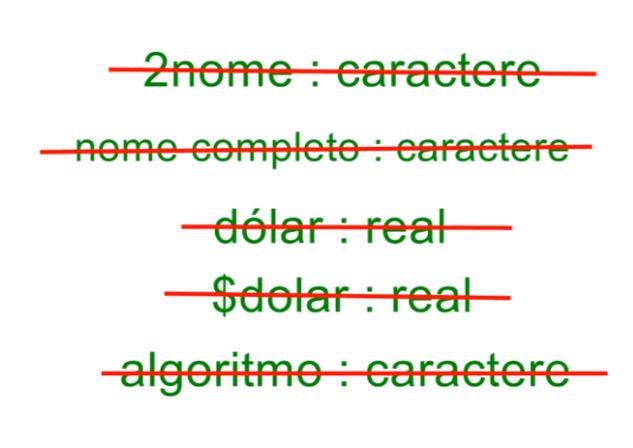 2nome : caractere
nome completo : caractere
dólar : real
$dolar : real
algoritmo : caractere